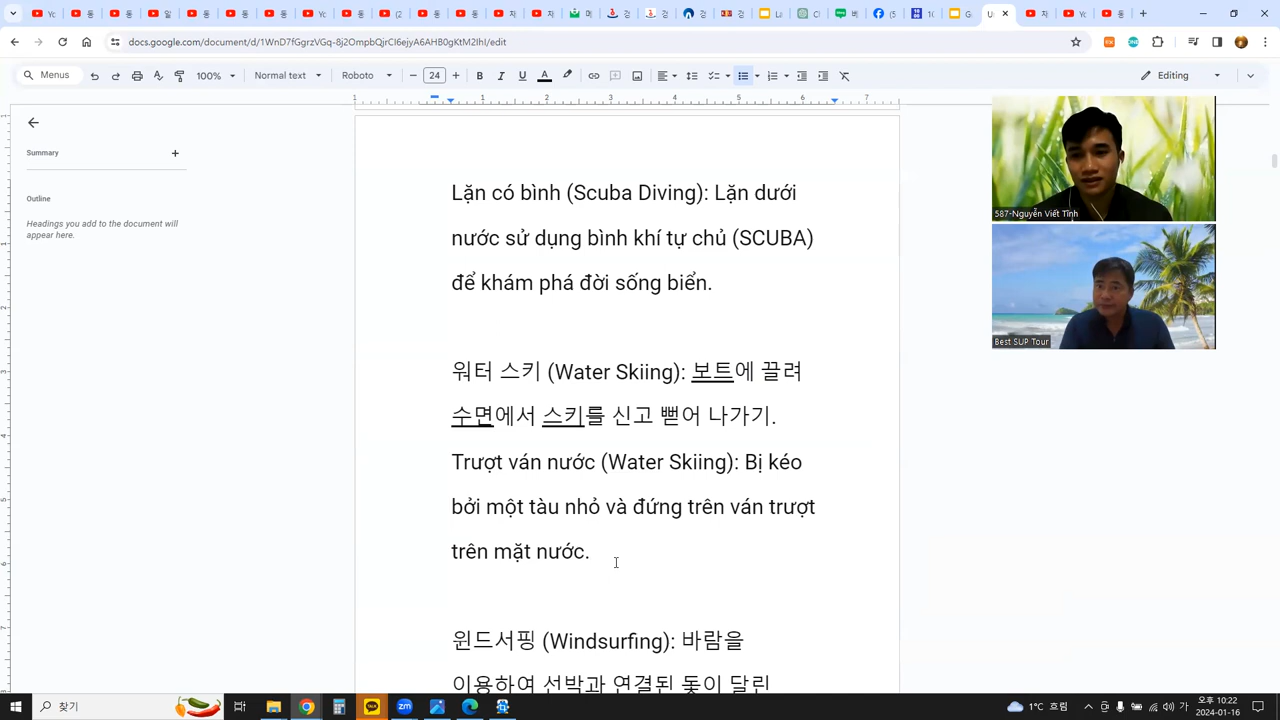 docs.google.com/document/d/1WnD7fGgrzVGq-8j2OmpbQjrCI6ejvA6AHB0gKtM2IhI/edit
Menus
100%
Normal text
Roboto
24
Editing
Summary
Outline
Headings you add to the document will
appear here.
Lặn có bình (Scuba Diving): Lặn dưới
nước sử dụng bình khí tự chủ (SCUBA)
để khám phá đời sống biển.
워터 스키 (Water Skiing): 보트에 끌려
수면에서 스키를 신고 뻗어 나가기.
Trượt ván nước (Water Skiing): Bị kéo
bởi một tàu nhỏ và đứng trên ván trượt
trên mặt nước.
윈드서핑 (Windsurfing): 바람을
이용하여 선박과 연결된 돛이 달린
587-Nguyễn Viết Tĩnh
Best SUP Tour
찾기
1°C 흐림
오후 10:22
2024-01-16